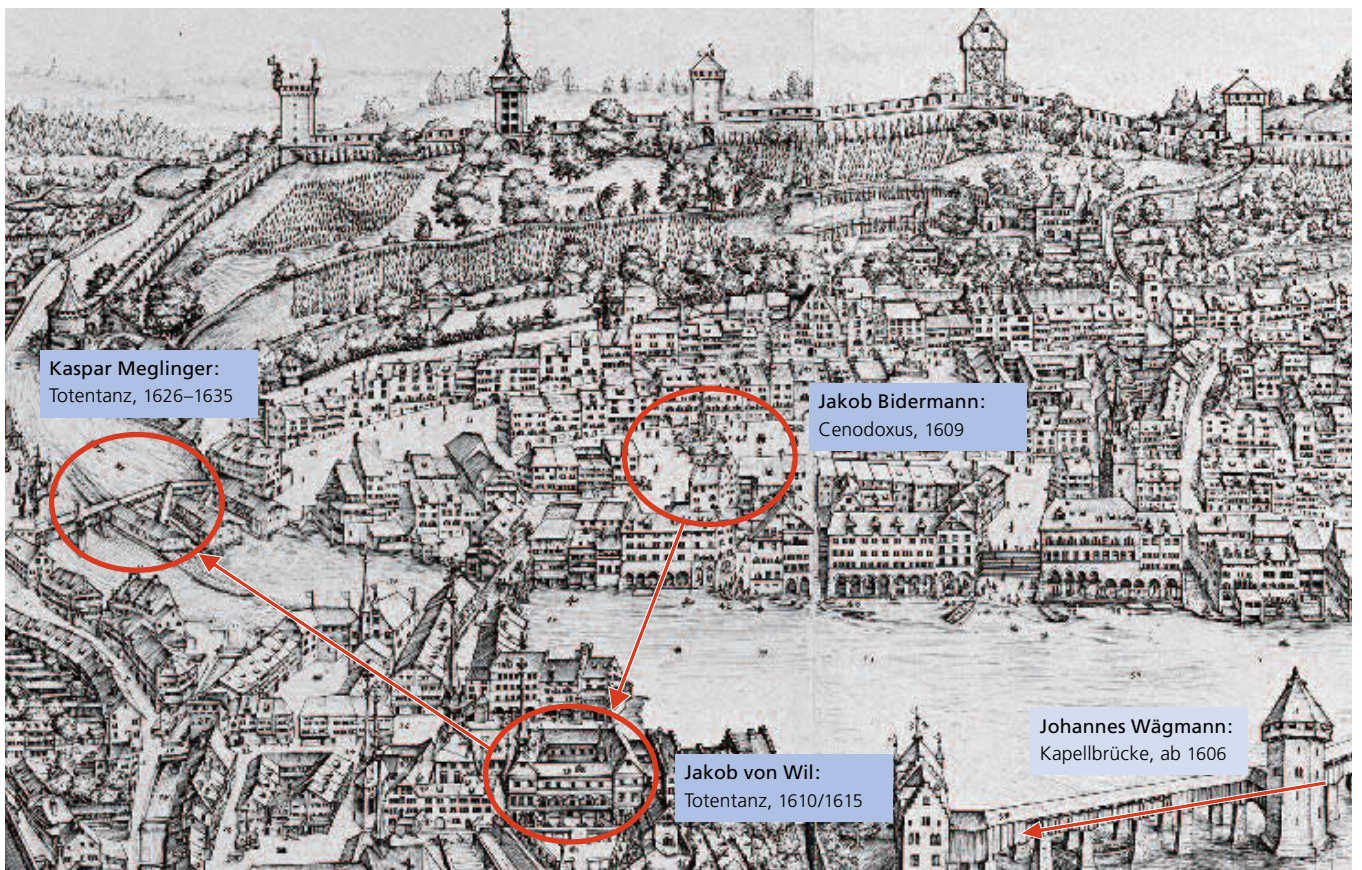 Kaspar Meglinger:
Totentanz, 1626–1635
Jakob Bidermann:
Cenodoxus, 1609
Johannes Wägmann:
Kapellbrücke, ab 1606
Jakob von Wil:
Totentanz, 1610/1615